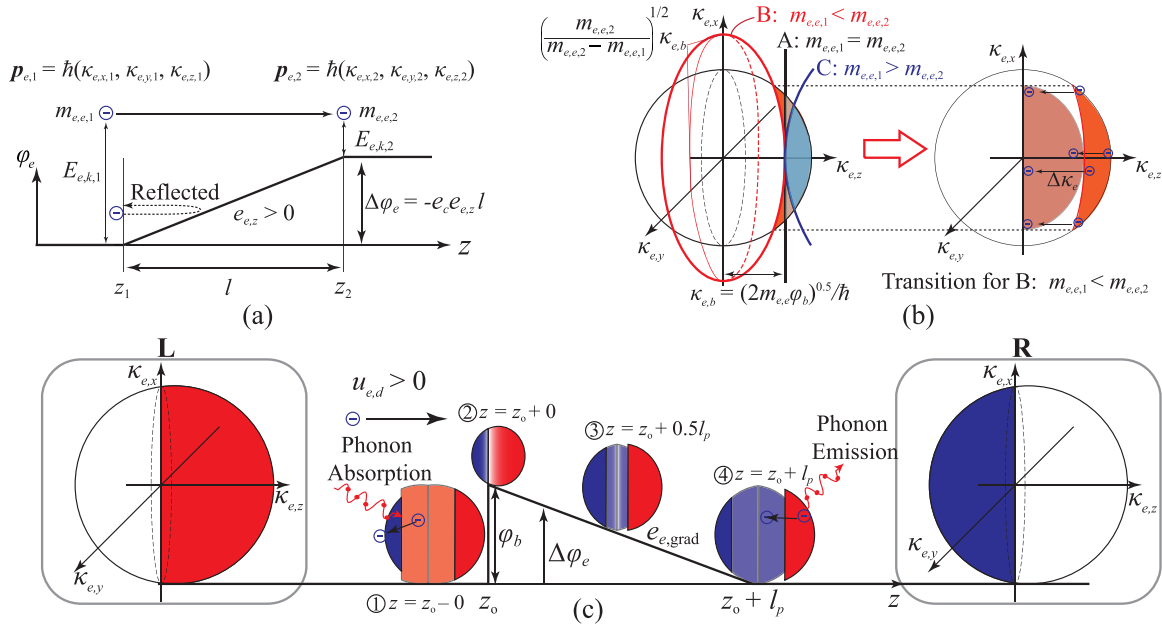 p_{e,1} = ℏ(κ_{e,x,1}, κ_{e,y,1}, κ_{e,z,1})
p_{e,2} = ℏ(κ_{e,x,2}, κ_{e,y,2}, κ_{e,z,2})
m_{e,e,1}
m_{e,e,2}
φ_e
E_{e,k,1}
E_{e,k,2}
Reflected
e_{e,z} > 0
Δφ_e = -e_c e_{e,z} l
z
z_1
l
z_2
(a)
(m_{e,e,2} / (m_{e,e,2} − m_{e,e,1}))^{1/2} κ_{e,b}
κ_{e,x}
B: m_{e,e,1} < m_{e,e,2}
A: m_{e,e,1} = m_{e,e,2}
C: m_{e,e,1} > m_{e,e,2}
κ_{e,z}
κ_{e,y}
κ_{e,b} = (2m_{e,e}φ_b)^{0.5}/ℏ
κ_{e,x}
κ_{e,z}
Δκ_e
κ_{e,y}
Transition for B: m_{e,e,1} < m_{e,e,2}
(b)
L
κ_{e,x}
κ_{e,z}
κ_{e,y}
u_{e,d} > 0
Phonon
Absorption
① z = z_o − 0
② z = z_o + 0
③ z = z_o + 0.5l_p
④ z = z_o + l_p
φ_b
Δφ_e
e_{e,grad}
Phonon
Emission
z_o
z_o + l_p
z
(c)
R
κ_{e,x}
κ_{e,z}
κ_{e,y}